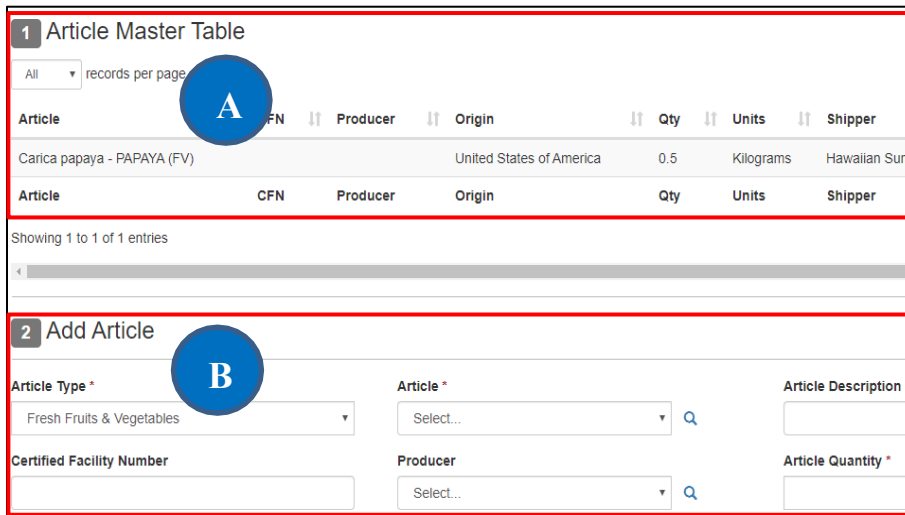 1 Article Master Table
All records per page
A
Article FN Producer Origin Qty Units Shipper
Carica papaya - PAPAYA (FV) United States of America 0.5 Kilograms Hawaiian Sun
Article CFN Producer Origin Qty Units Shipper
Showing 1 to 1 of 1 entries
2 Add Article
B
Article Type * Article * Article Description
Fresh Fruits & Vegetables Select...
Certified Facility Number Producer Article Quantity *
Select...